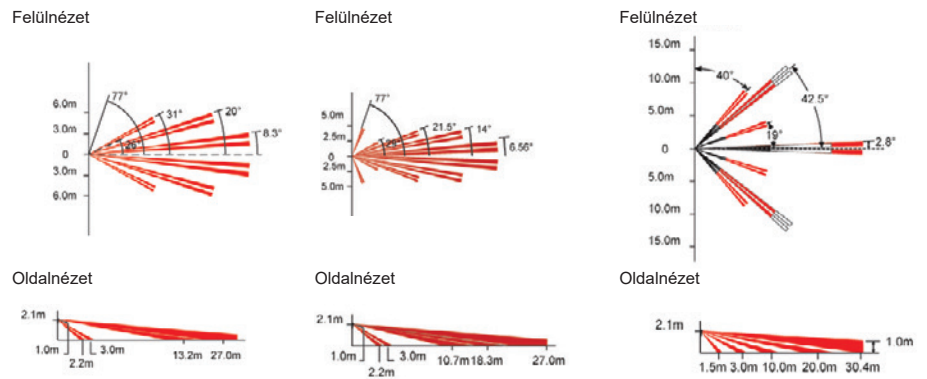 Felülnézet
6.0m
3.0m
0
3.0m
6.0m
77°
26°
31°
20°
8.3°
Felülnézet
5.0m
2.5m
0
2.5m
5.0m
77°
21.5°
14°
6.56°
Felülnézet
15.0m
10.0m
5.0m
0
5.0m
10.0m
15.0m
40°
42.5°
19°
2.8°
Oldalnézet
2.1m
1.0m
2.2m
3.0m
13.2m
27.0m
Oldalnézet
2.1m
1.0m
2.2m
3.0m
10.7m
18.3m
27.0m
Oldalnézet
2.1m
1.0m
1.5m
3.0m
10.0m
20.0m
30.4m